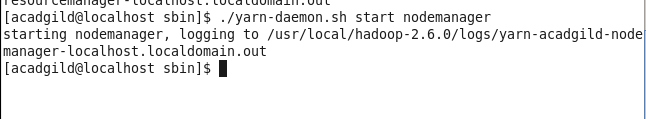 resourcemanager-localhost.localdomain.out
[acadgild@localhost sbin]$ ./yarn-daemon.sh start nodemanager
starting nodemanager, logging to /usr/local/hadoop-2.6.0/logs/yarn-acadgild-node
manager-localhost.localdomain.out
[acadgild@localhost sbin]$